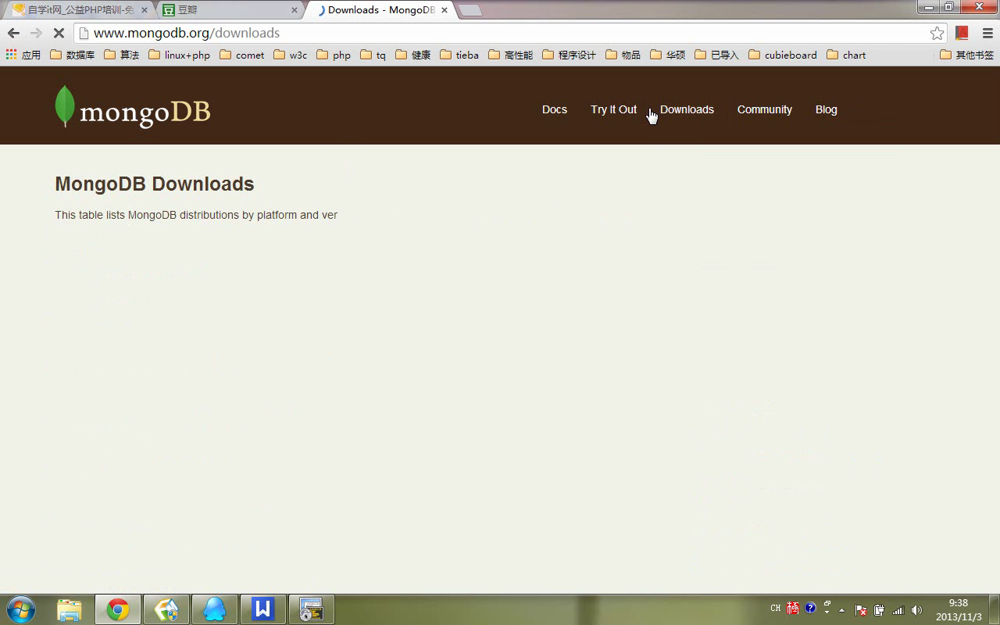 自学it网_公益PHP培训-免
豆瓣
Downloads - MongoDB
www.mongodb.org/downloads
应用 数据库 算法 linux+php comet w3c php tq 健康 tieba 高性能 程序设计 物品 华硕 已导入 cubieboard chart 其他书签
mongoDB
Docs Try It Out Downloads Community Blog
MongoDB Downloads
This table lists MongoDB distributions by platform and ver
CH
9:38
2013/11/3